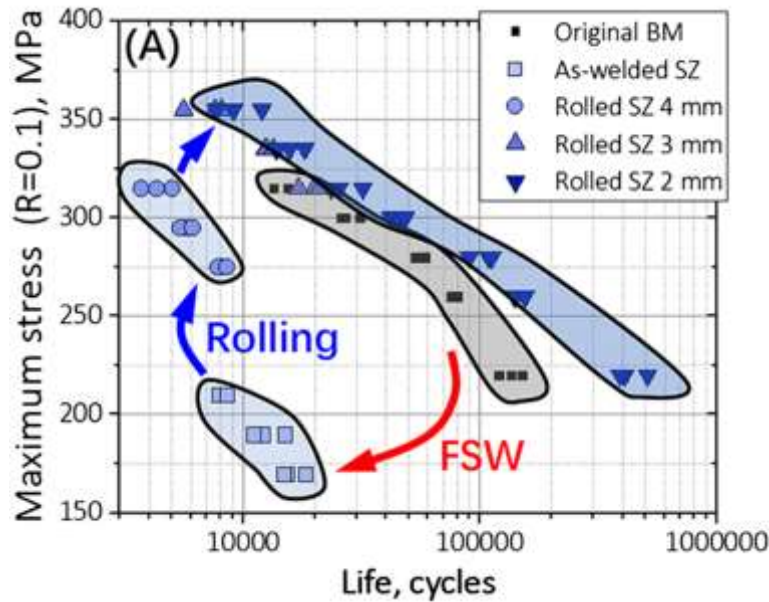 (A)
Original BM
As-welded SZ
Rolled SZ 4 mm
Rolled SZ 3 mm
Rolled SZ 2 mm
Maximum stress (R=0.1), MPa
400
350
300
250
200
150
Rolling
FSW
10000
100000
1000000
Life, cycles